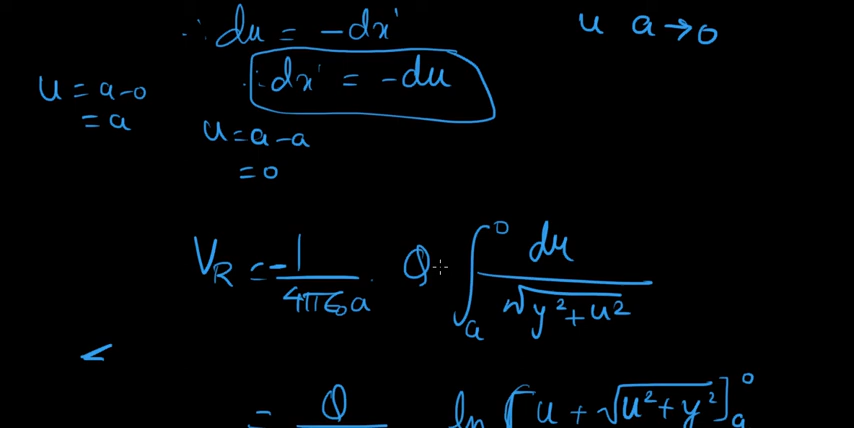 ∴ du = -dx'
u a → 0
∴ dx' = -du
u = a-0
= a
u = a-a
= 0
V_R = -1/(4πε₀a) · Q ∫_a^0 du/√(y²+u²)
= Q ln [u + √(u²+y²)]_a^0